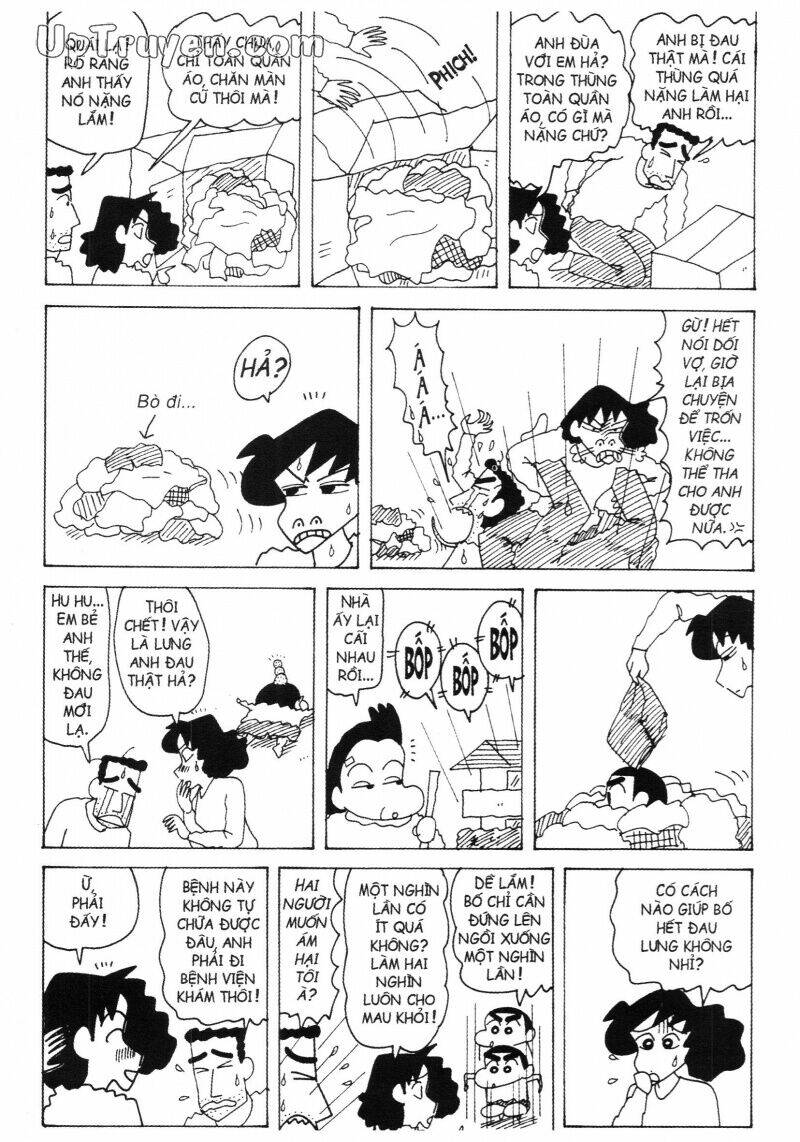 UpTruyen.com
ANH BỊ ĐAU
THẬT MÀ! CÁI
THÙNG QUÁ
NẶNG LÀM HẠI
ANH RỒI...
ANH ĐÙA
VỚI EM HẢ?
TRONG THÙNG
TOÀN QUẦN
ÁO, CÓ GÌ MÀ
NẶNG CHỨ?
PHỊCH!
THẤY CHƯA
CHỈ TOÀN QUẦN
ÁO, CHĂN MÀN
CŨ THÔI MÀ!
QUÁI LẠ!
RÕ RÀNG
ANH THẤY
NÓ NẶNG
LẮM!
GỪ! HẾT
NÓI DỐI
VỢ, GIỜ
LẠI BỊA
CHUYỆN
ĐỂ TRỐN
VIỆC...
KHÔNG
THỂ THA
CHO ANH
ĐƯỢC
NỮA.
Á
Á
Á...
HẢ?
Bò đi...
BỐP
BỐP
BỐP
NHÀ
ẤY LẠI
CÃI
NHAU
RỒI...
THÔI
CHẾT! VẬY
LÀ LƯNG
ANH ĐAU
THẬT HẢ?
HU HU...
EM BẺ
ANH
THẾ,
KHÔNG
ĐAU
MỚI
LẠ.
CÓ CÁCH
NÀO GIÚP BỐ
HẾT ĐAU
LƯNG KHÔNG
NHỈ?
DỄ LẮM!
BỐ CHỈ CẦN
ĐỨNG LÊN
NGỒI XUỐNG
MỘT NGHÌN
LẦN!
MỘT NGHÌN
LẦN CÓ
ÍT QUÁ
KHÔNG?
LÀM HAI
NGHÌN
LUÔN CHO
MAU KHỎI!
HAI
NGƯỜI
MUỐN
ÁM
HẠI
TÔI
À?
BỆNH NÀY
KHÔNG TỰ
CHỮA ĐƯỢC
ĐÂU, ANH
PHẢI ĐI
BỆNH VIỆN
KHÁM THÔI!
Ừ,
PHẢI
ĐẤY!